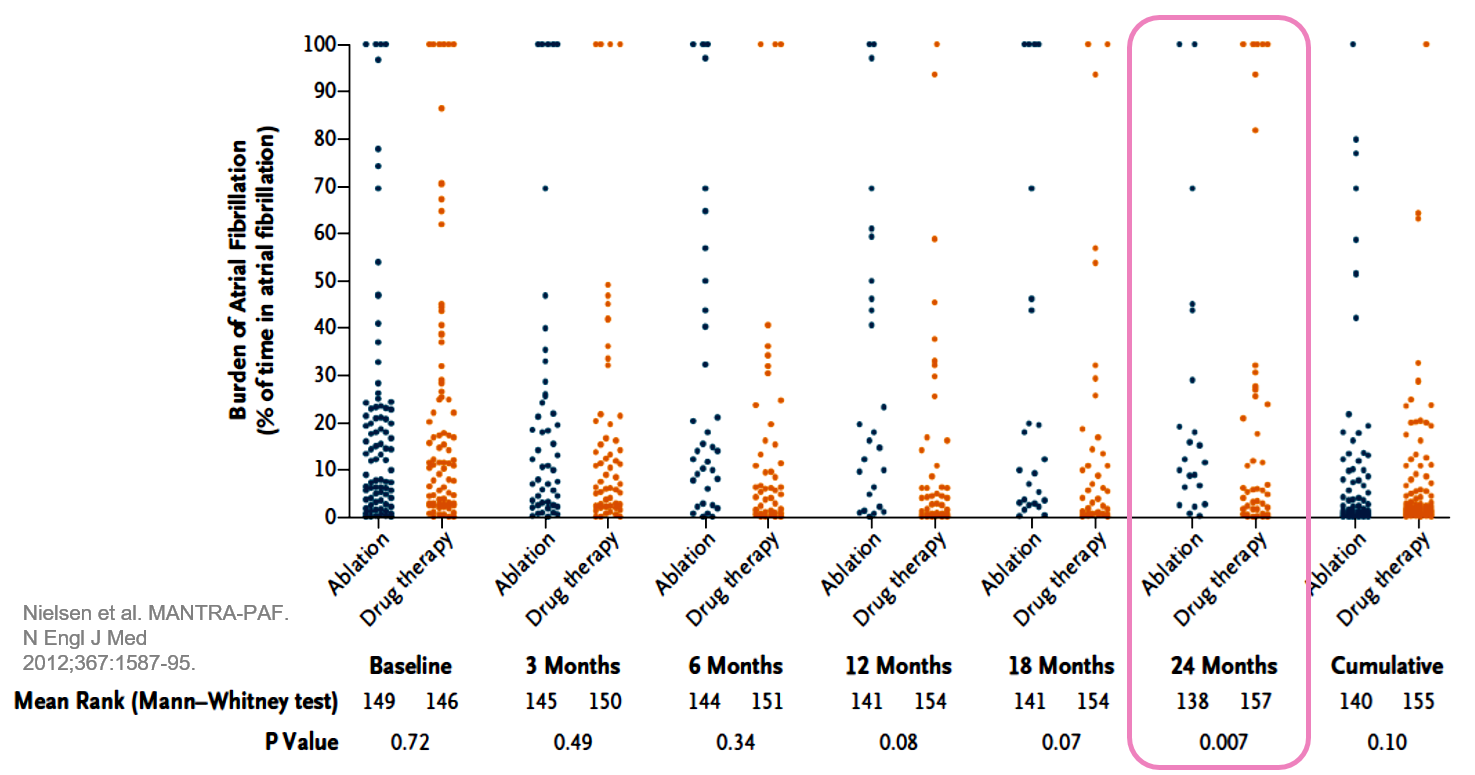 100
90
80
70
60
50
40
30
20
10
0
Burden of Atrial Fibrillation
(% of time in atrial fibrillation)
Ablation Drug therapy Ablation Drug therapy Ablation Drug therapy Ablation Drug therapy Ablation Drug therapy Ablation Drug therapy Ablation Drug therapy
Nielsen et al. MANTRA-PAF.
N Engl J Med
2012;367:1587-95.
Baseline 3 Months 6 Months 12 Months 18 Months 24 Months Cumulative
Mean Rank (Mann–Whitney test) 149 146 145 150 144 151 141 154 141 154 138 157 140 155
P Value 0.72 0.49 0.34 0.08 0.07 0.007 0.10